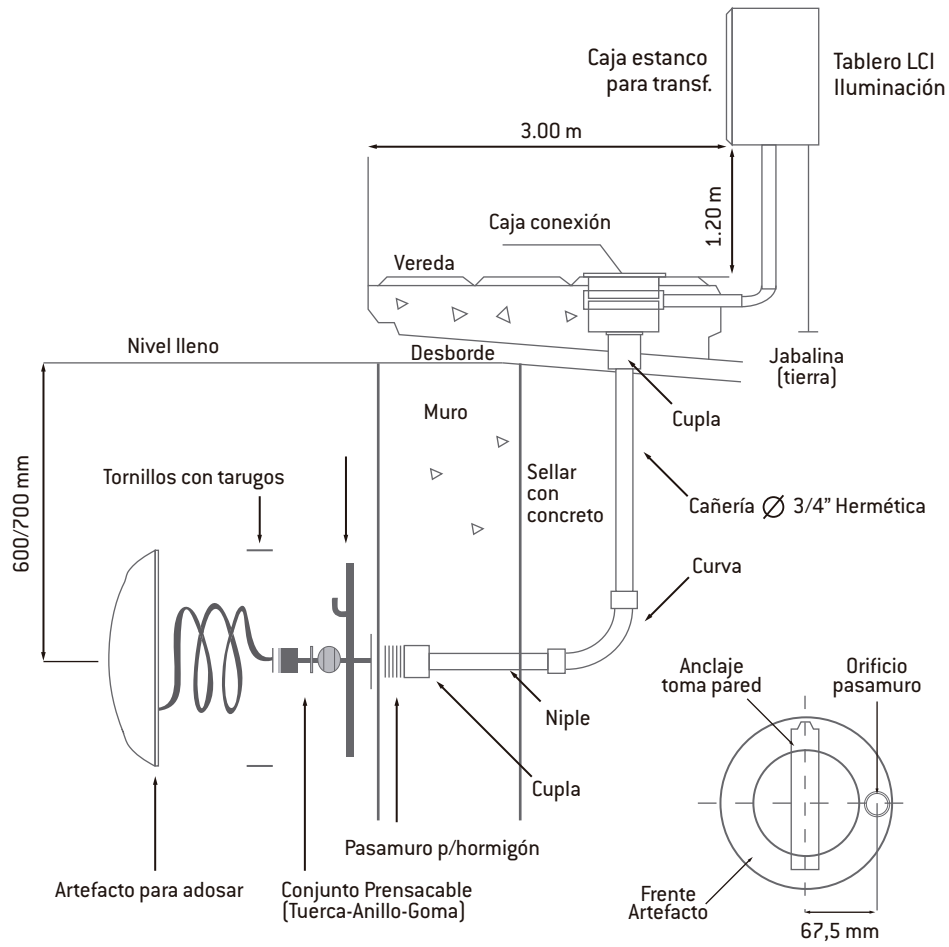 Caja estanco
para transf.
Tablero LCI
Iluminación
3.00 m
1.20 m
Caja conexión
Vereda
Nivel lleno
Desborde
Jabalina
(tierra)
Muro
Cupla
600/700 mm
Tornillos con tarugos
Sellar
con
concreto
Cañería Ø 3/4" Hermética
Curva
Anclaje
toma pared
Orificio
pasamuro
Niple
Cupla
Pasamuro p/hormigón
Artefacto para adosar
Conjunto Prensacable
(Tuerca-Anillo-Goma)
Frente
Artefacto
67,5 mm